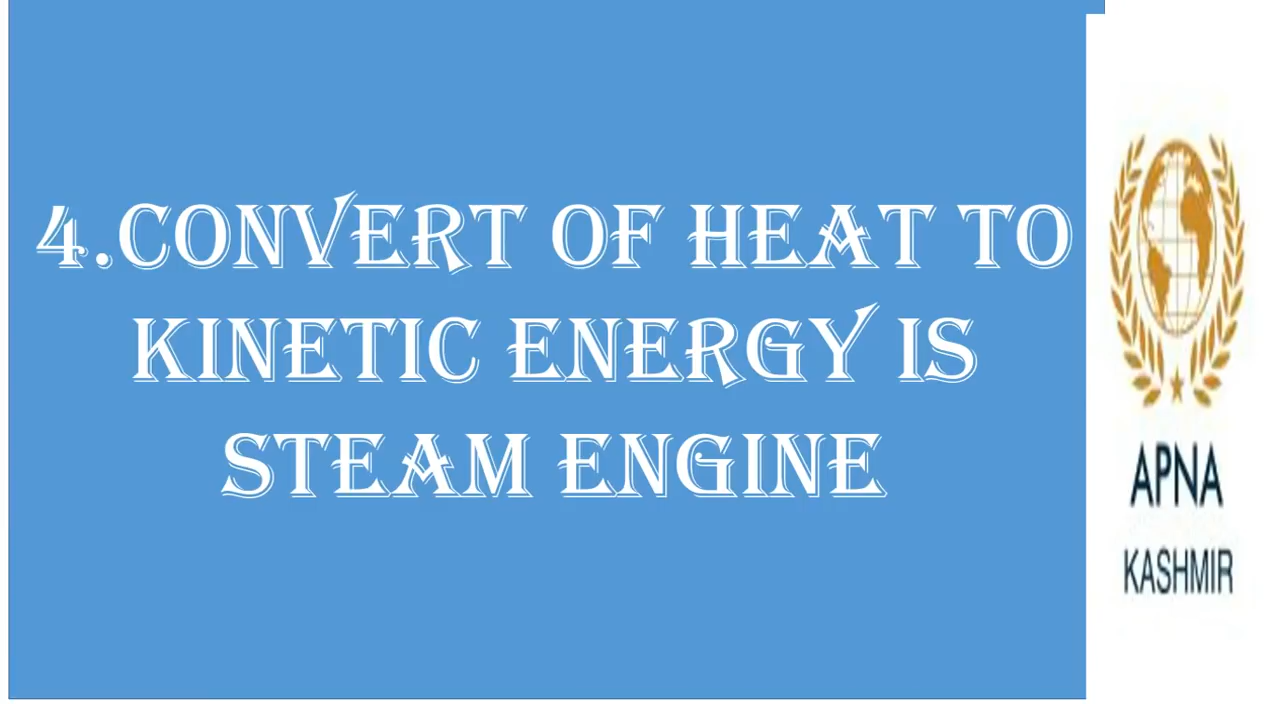 4.CONVERT OF HEAT TO
KINETIC ENERGY IS
STEAM ENGINE
APNA
KASHMIR